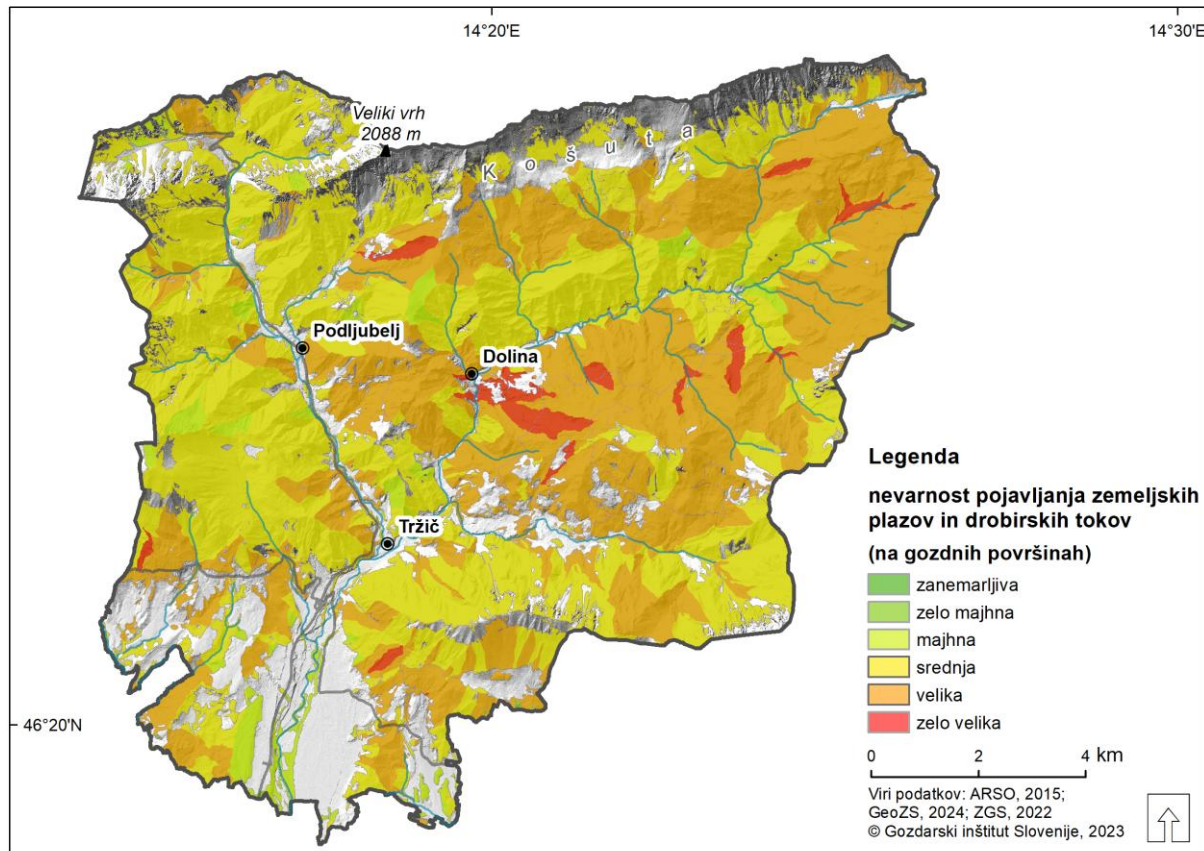 14°20'E
14°30'E
Veliki vrh
2088 m
Košuta
Podljubelj
Dolina
Tržič
46°20'N
Legenda
nevarnost pojavljanja zemeljskih
plazov in drobirskih tokov
(na gozdnih površinah)
zanemarljiva
zelo majhna
majhna
srednja
velika
zelo velika
0 2 4 km
Viri podatkov: ARSO, 2015;
GeoZS, 2024; ZGS, 2022
© Gozdarski inštitut Slovenije, 2023